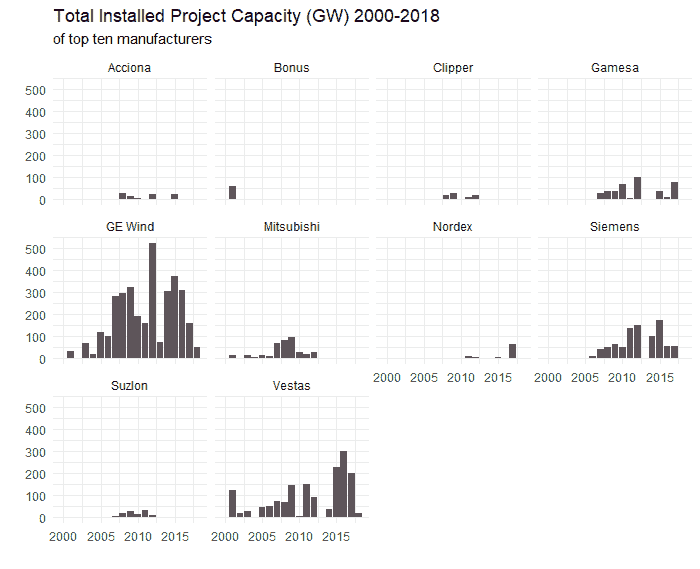 Total Installed Project Capacity (GW) 2000-2018
of top ten manufacturers
Acciona Bonus Clipper Gamesa
500
400
300
200
100
0
GE Wind Mitsubishi Nordex Siemens
500
400
300
200
100
0
2000 2005 2010 2015 2000 2005 2010 2015
Suzlon Vestas
500
400
300
200
100
0
2000 2005 2010 2015 2000 2005 2010 2015